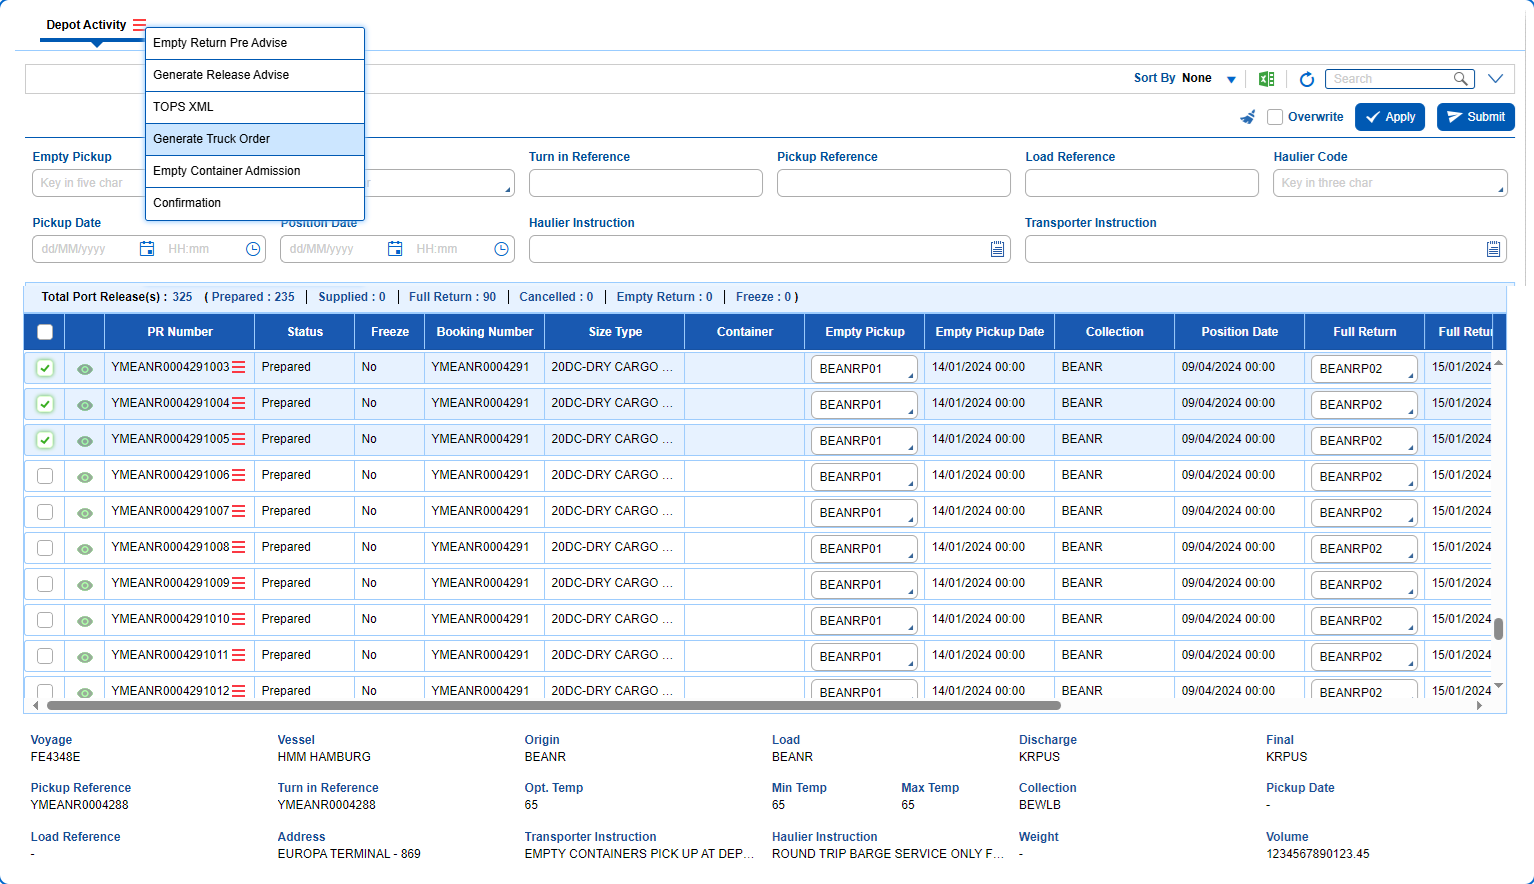 Depot Activity
Empty Return Pre Advise
Generate Release Advise
TOPS XML
Generate Truck Order
Empty Container Admission
Confirmation
Sort By None
Search
Overwrite Apply Submit
Empty Pickup Turn in Reference Pickup Reference Load Reference Haulier Code
Key in five char Key in three char
Pickup Date Position Date Haulier Instruction Transporter Instruction
dd/MM/yyyy HH:mm dd/MM/yyyy HH:mm
Total Port Release(s) : 325 ( Prepared : 235 | Supplied : 0 | Full Return : 90 | Cancelled : 0 | Empty Return : 0 | Freeze : 0 )
PR Number Status Freeze Booking Number Size Type Container Empty Pickup Empty Pickup Date Collection Position Date Full Return Full Retur
YMEANR0004291003 Prepared No YMEANR0004291 20DC-DRY CARGO ... BEANRP01 14/01/2024 00:00 BEANR 09/04/2024 00:00 BEANRP02 15/01/2024
YMEANR0004291004 Prepared No YMEANR0004291 20DC-DRY CARGO ... BEANRP01 14/01/2024 00:00 BEANR 09/04/2024 00:00 BEANRP02 15/01/2024
YMEANR0004291005 Prepared No YMEANR0004291 20DC-DRY CARGO ... BEANRP01 14/01/2024 00:00 BEANR 09/04/2024 00:00 BEANRP02 15/01/2024
YMEANR0004291006 Prepared No YMEANR0004291 20DC-DRY CARGO ... BEANRP01 14/01/2024 00:00 BEANR 09/04/2024 00:00 BEANRP02 15/01/2024
YMEANR0004291007 Prepared No YMEANR0004291 20DC-DRY CARGO ... BEANRP01 14/01/2024 00:00 BEANR 09/04/2024 00:00 BEANRP02 15/01/2024
YMEANR0004291008 Prepared No YMEANR0004291 20DC-DRY CARGO ... BEANRP01 14/01/2024 00:00 BEANR 09/04/2024 00:00 BEANRP02 15/01/2024
YMEANR0004291009 Prepared No YMEANR0004291 20DC-DRY CARGO ... BEANRP01 14/01/2024 00:00 BEANR 09/04/2024 00:00 BEANRP02 15/01/2024
YMEANR0004291010 Prepared No YMEANR0004291 20DC-DRY CARGO ... BEANRP01 14/01/2024 00:00 BEANR 09/04/2024 00:00 BEANRP02 15/01/2024
YMEANR0004291011 Prepared No YMEANR0004291 20DC-DRY CARGO ... BEANRP01 14/01/2024 00:00 BEANR 09/04/2024 00:00 BEANRP02 15/01/2024
YMEANR0004291012 Prepared No YMEANR0004291 20DC-DRY CARGO ... BEANRP01 14/01/2024 00:00 BEANR 09/04/2024 00:00 BEANRP02 15/01/2024
Voyage Vessel Origin Load Discharge Final
FE4348E HMM HAMBURG BEANR BEANR KRPUS KRPUS
Pickup Reference Turn in Reference Opt. Temp Min Temp Max Temp Collection Pickup Date
YMEANR0004288 YMEANR0004288 65 65 65 BEWLB -
Load Reference Address Transporter Instruction Haulier Instruction Weight Volume
- EUROPA TERMINAL - 869 EMPTY CONTAINERS PICK UP AT DEP... ROUND TRIP BARGE SERVICE ONLY F... - 1234567890123.45